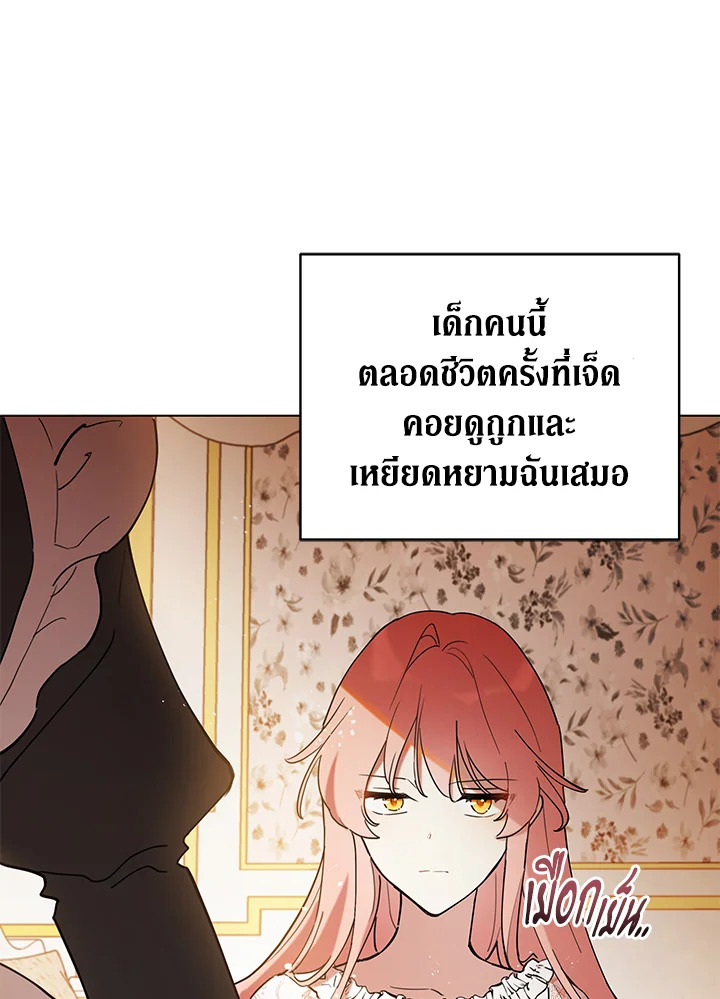 เด็กคนนี้
ตลอดชีวิตครั้งที่เจ็ด
คอยดูถูกและ
เหยียดหยามฉันเสมอ
เมือกเม็น..